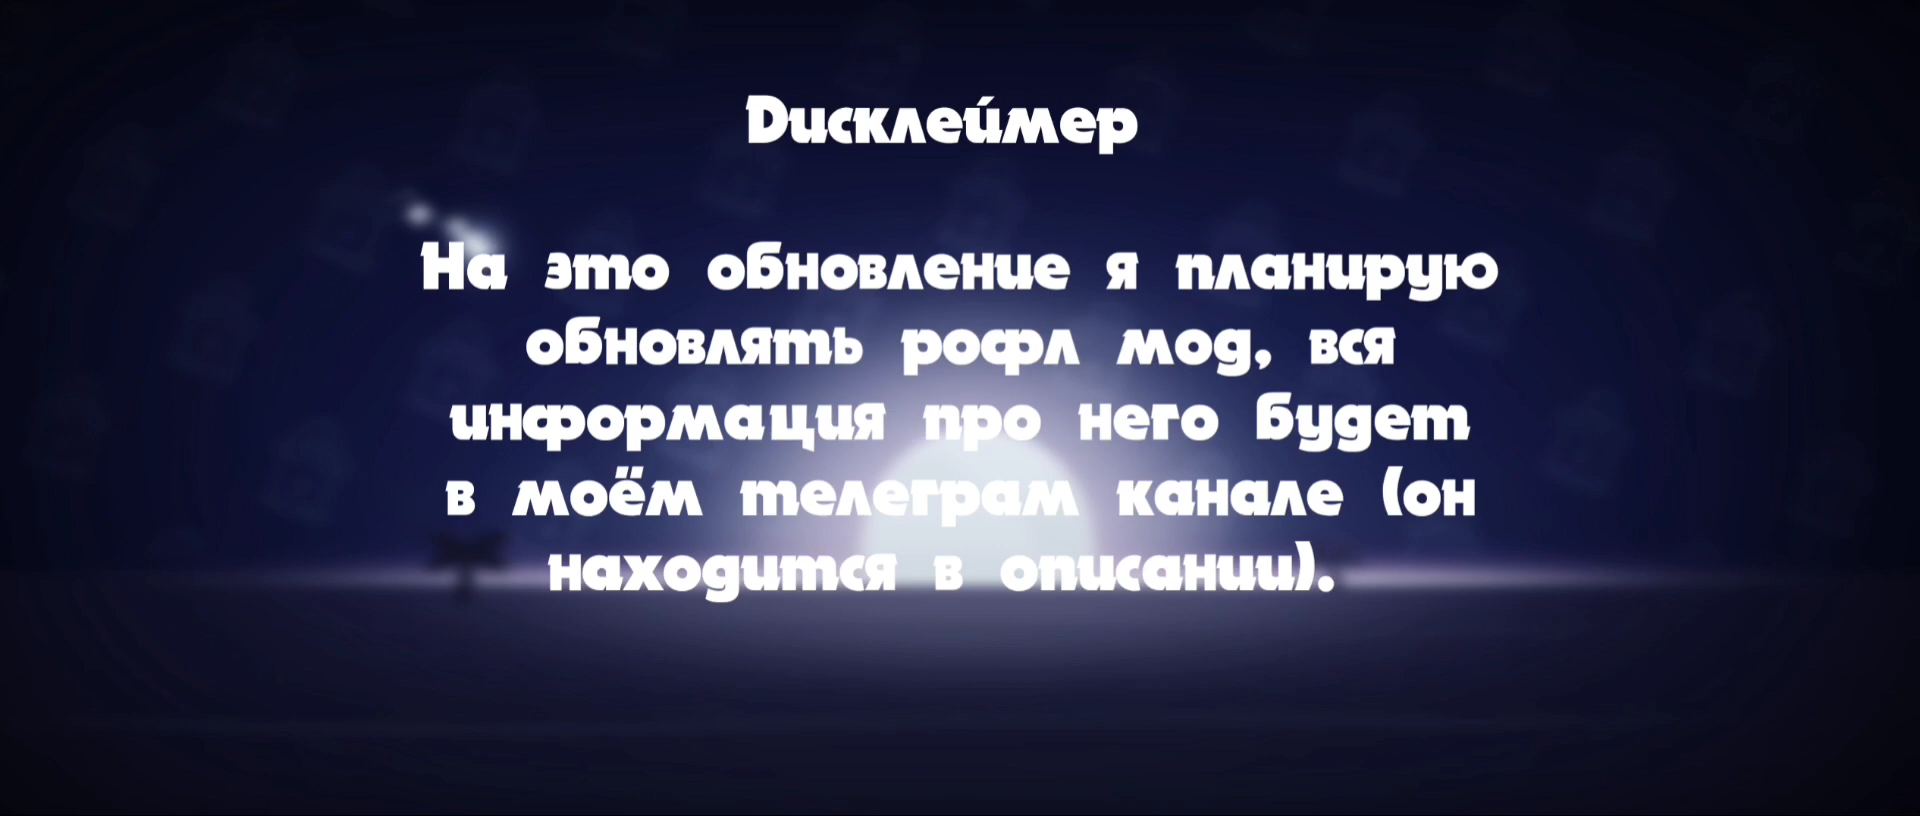 Дисклеймер
На это обновление я планирую
обновлять рофл мод, вся
информация про него будет
в моём телеграм канале (он
находится в описании).